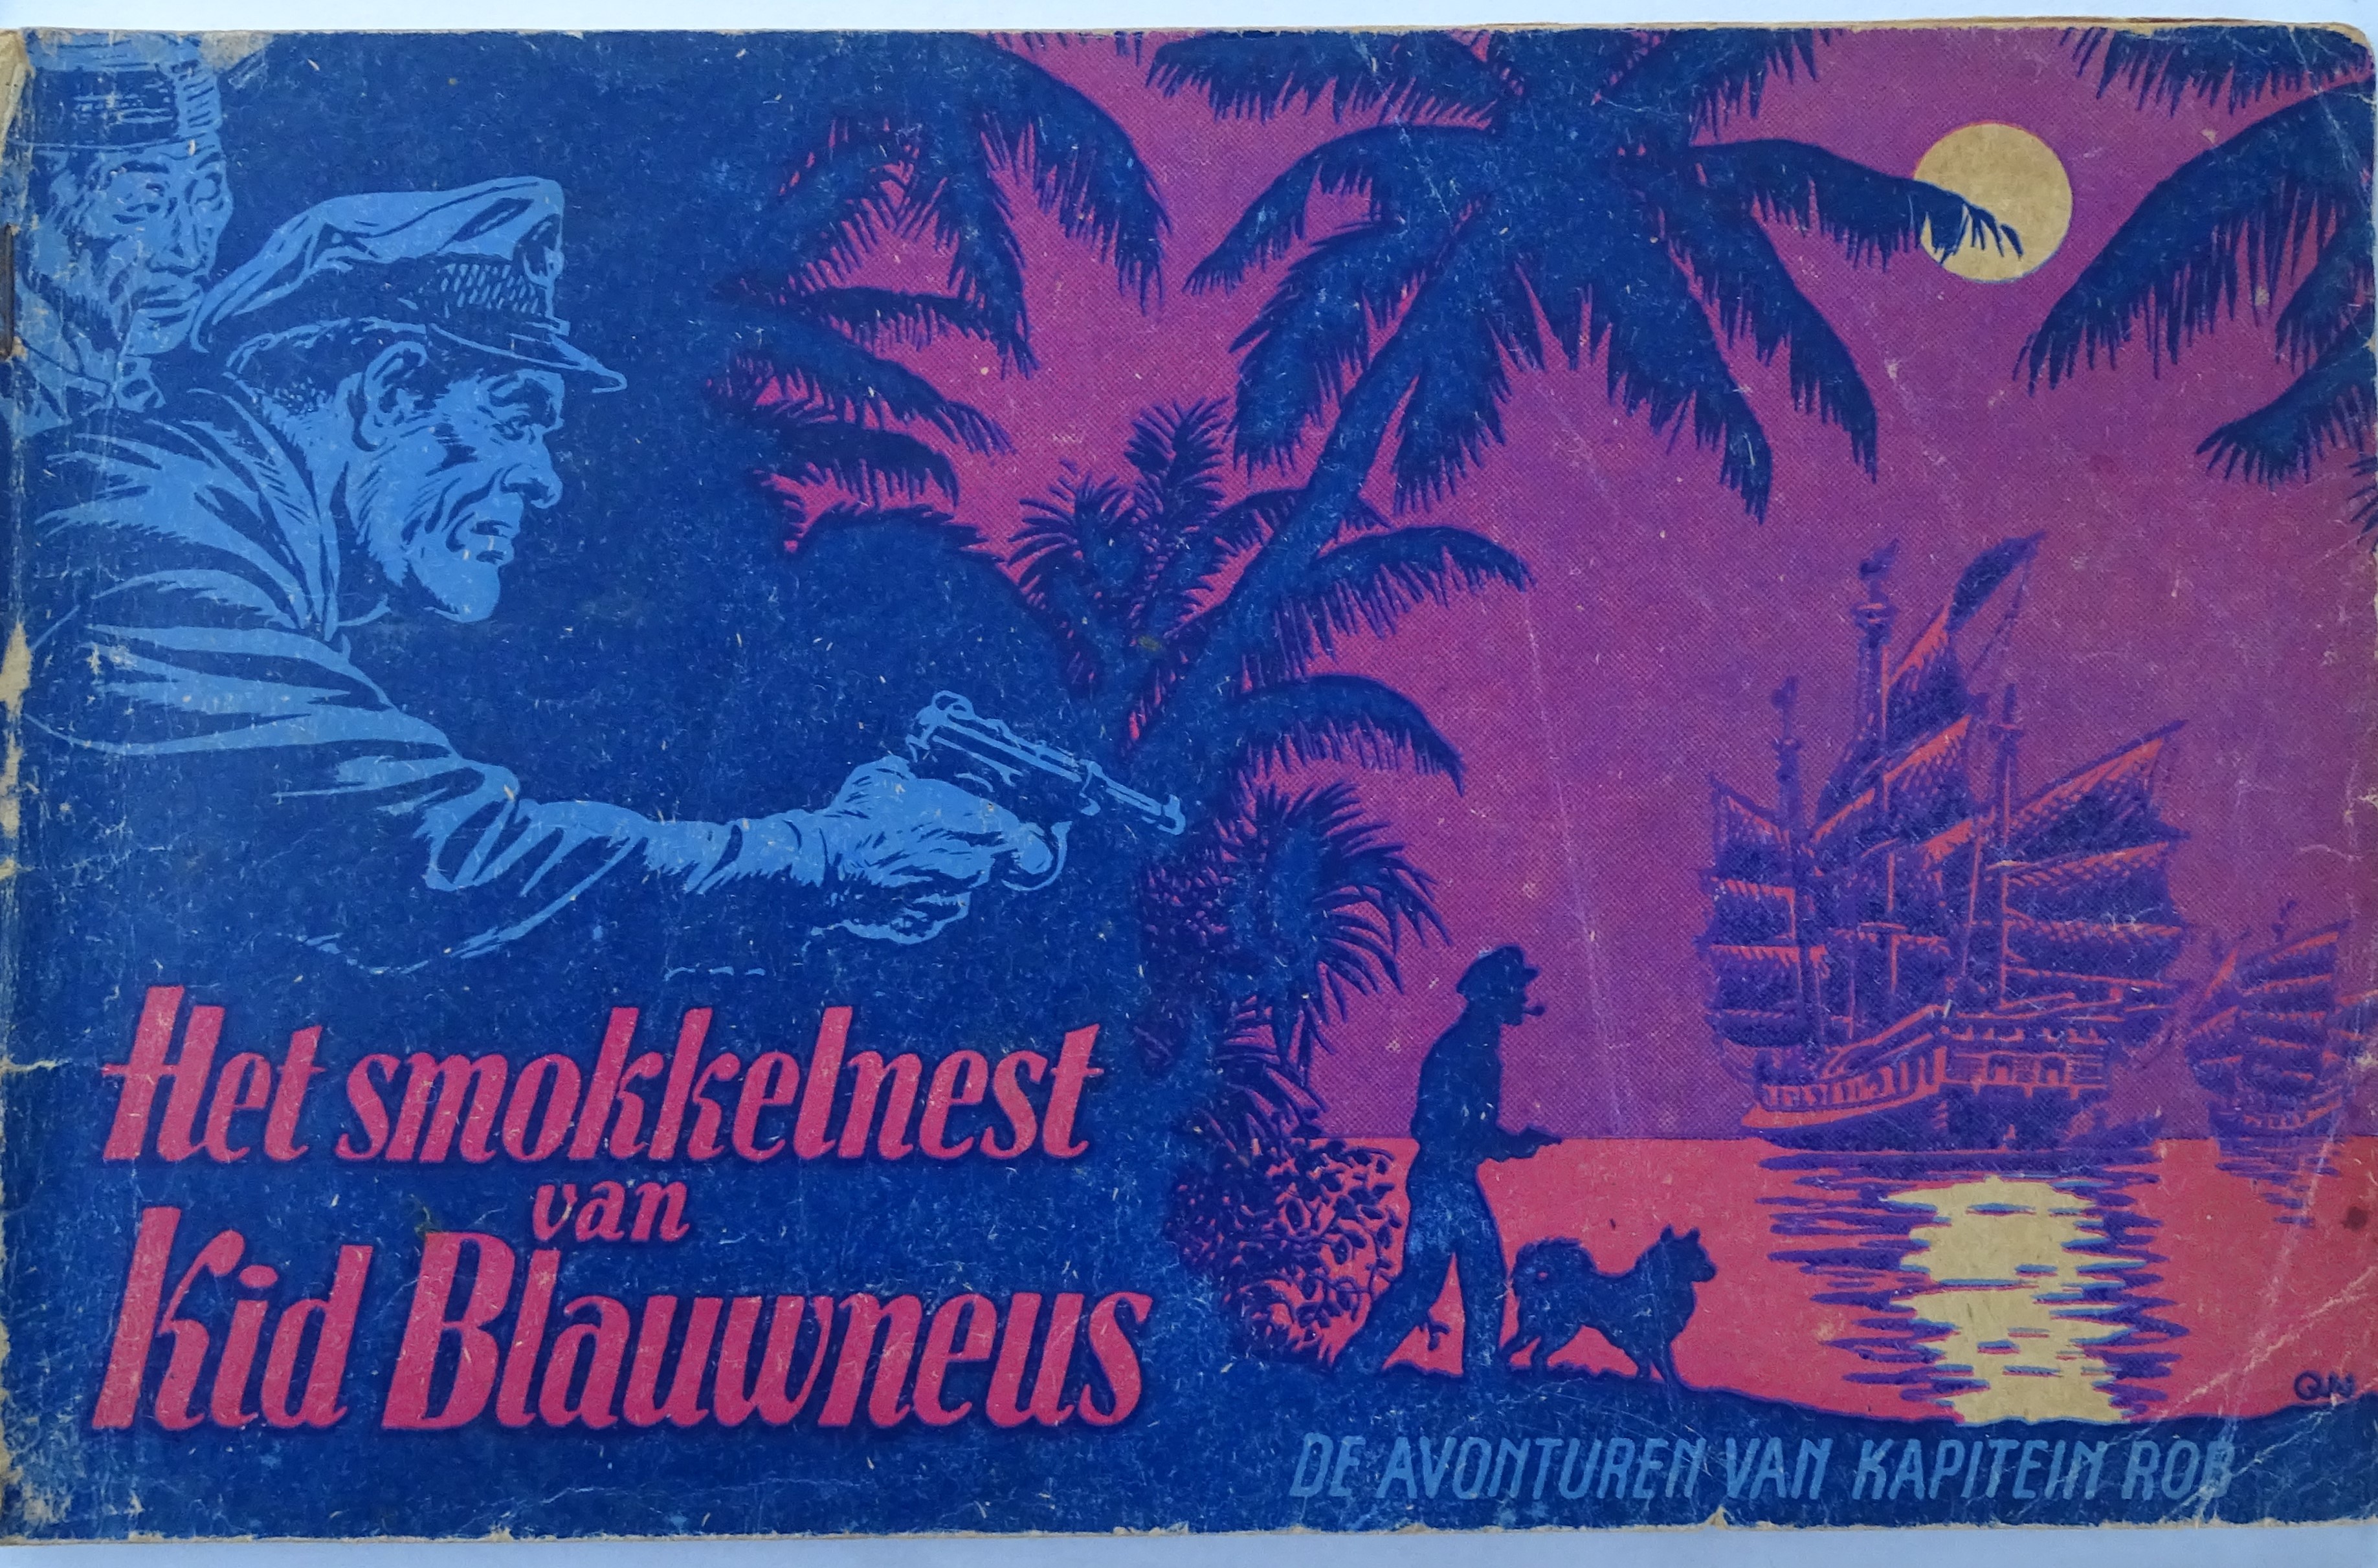 Het smokkelnest
van
Kid Blauwneus
DE AVONTUREN VAN KAPITEIN ROB